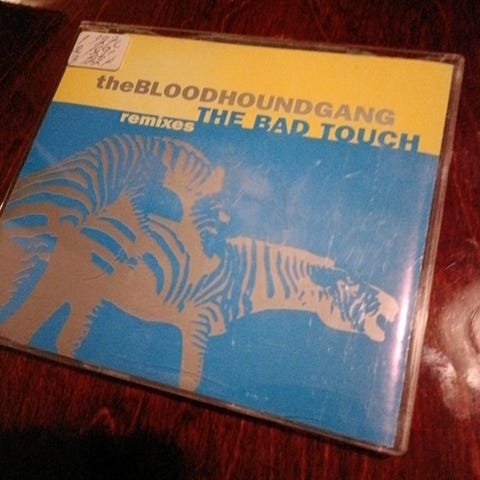 theBLOODHOUNDGANG
THE BAD TOUCH
remixes